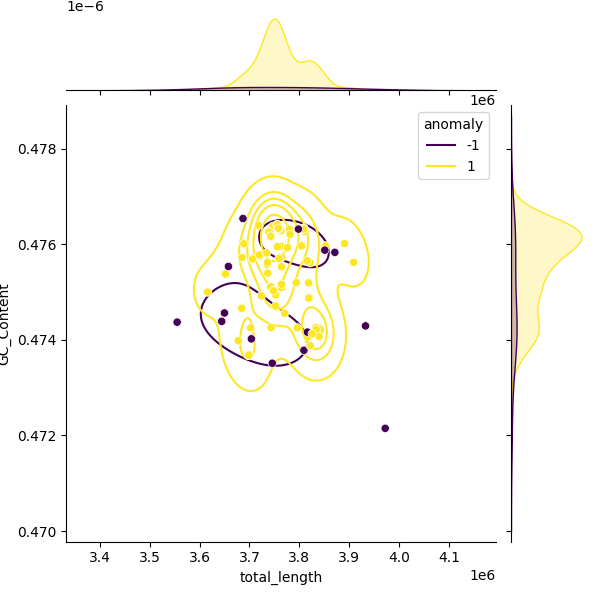 1e−6
1e6
anomaly
-1
1
0.478
0.476
0.474
0.472
0.470
GC_Content
3.4 3.5 3.6 3.7 3.8 3.9 4.0 4.1
total_length
1e6